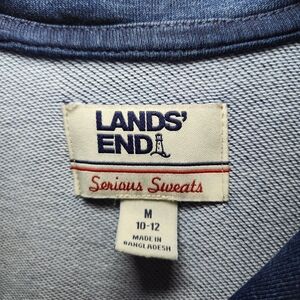 LANDS'
END
Serious Sweats
M
10-12
MADE IN
BANGLADESH